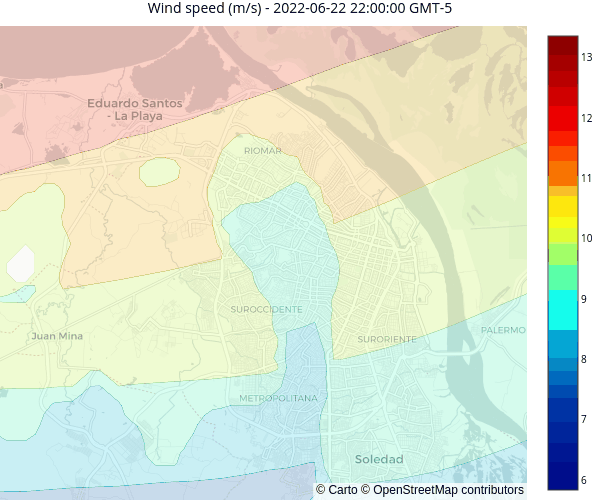 Wind speed (m/s) - 2022-06-22 22:00:00 GMT-5
13
Eduardo Santos
- La Playa
12
RIOMAR
11
10
9
SUROCCIDENTE
PALERMO
Juan Mina
SURORIENTE
8
METROPOLITANA
7
Soledad
6
© Carto © OpenStreetMap contributors